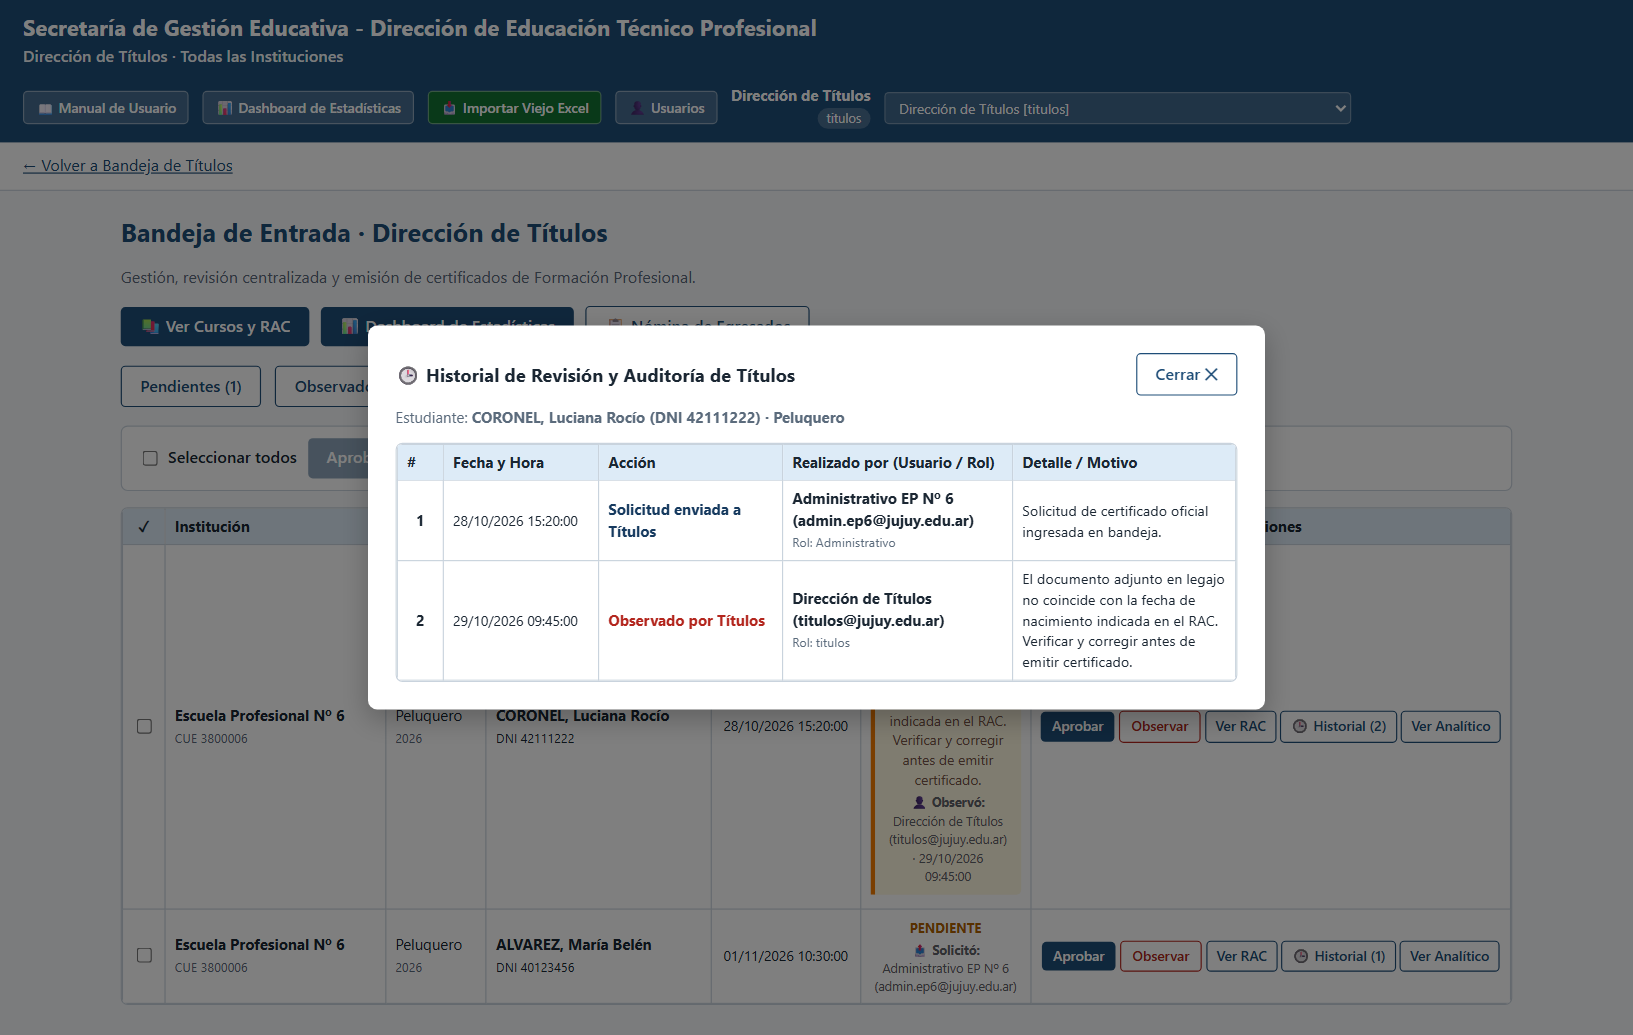 Secretaría de Gestión Educativa - Dirección de Educación Técnico Profesional
Dirección de Títulos · Todas las Instituciones
Manual de Usuario
Dashboard de Estadísticas
Importar Viejo Excel
Usuarios
Dirección de Títulos
titulos
Dirección de Títulos [titulos]
← Volver a Bandeja de Títulos
Bandeja de Entrada · Dirección de Títulos
Gestión, revisión centralizada y emisión de certificados de Formación Profesional.
Ver Cursos y RAC
Dashboard de Estadísticas
Nómina de Egresados
Pendientes (1)
Seleccionar todos
✓ Institución
Historial de Revisión y Auditoría de Títulos
Cerrar ✕
Estudiante: CORONEL, Luciana Rocío (DNI 42111222) · Peluquero
# Fecha y Hora Acción Realizado por (Usuario / Rol) Detalle / Motivo
1
28/10/2026 15:20:00
Solicitud enviada a
Títulos
Administrativo EP Nº 6
(admin.ep6@jujuy.edu.ar)
Rol: Administrativo
Solicitud de certificado oficial
ingresada en bandeja.
2
29/10/2026 09:45:00
Observado por Títulos
Dirección de Títulos
(titulos@jujuy.edu.ar)
Rol: titulos
El documento adjunto en legajo
no coincide con la fecha de
nacimiento indicada en el RAC.
Verificar y corregir antes de
emitir certificado.
Escuela Profesional Nº 6
CUE 3800006
Peluquero
2026
CORONEL, Luciana Rocío
DNI 42111222
28/10/2026 15:20:00
indicada en el RAC.
Verificar y corregir
antes de emitir
certificado.
Observó:
Dirección de Títulos
(titulos@jujuy.edu.ar)
· 29/10/2026
09:45:00
Aprobar
Observar
Ver RAC
Historial (2)
Ver Analítico
Escuela Profesional Nº 6
CUE 3800006
Peluquero
2026
ALVAREZ, María Belén
DNI 40123456
01/11/2026 10:30:00
PENDIENTE
Solicitó:
Administrativo EP Nº 6
(admin.ep6@jujuy.edu.ar)
Aprobar
Observar
Ver RAC
Historial (1)
Ver Analítico